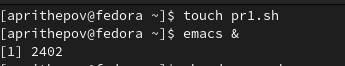 [aprithepov@fedora ~]$ touch pr1.sh
[aprithepov@fedora ~]$ emacs &
[1] 2402